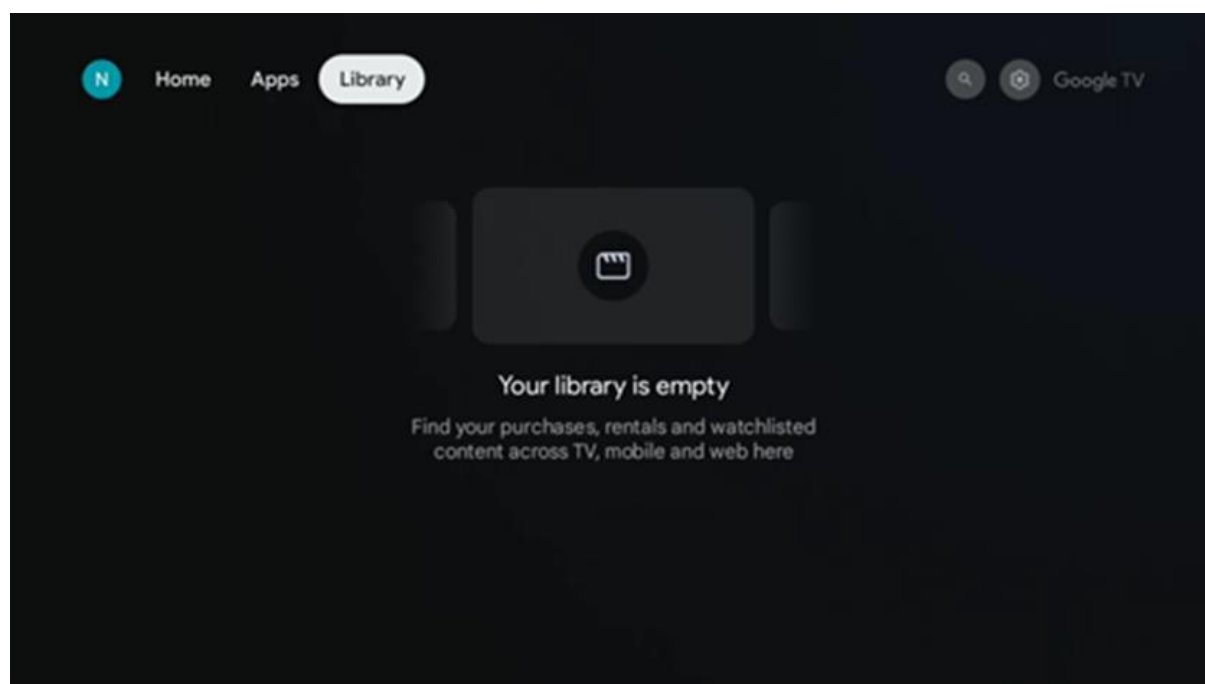 N Home Apps Library Google TV
Your library is empty
Find your purchases, rentals and watchlisted
content across TV, mobile and web here